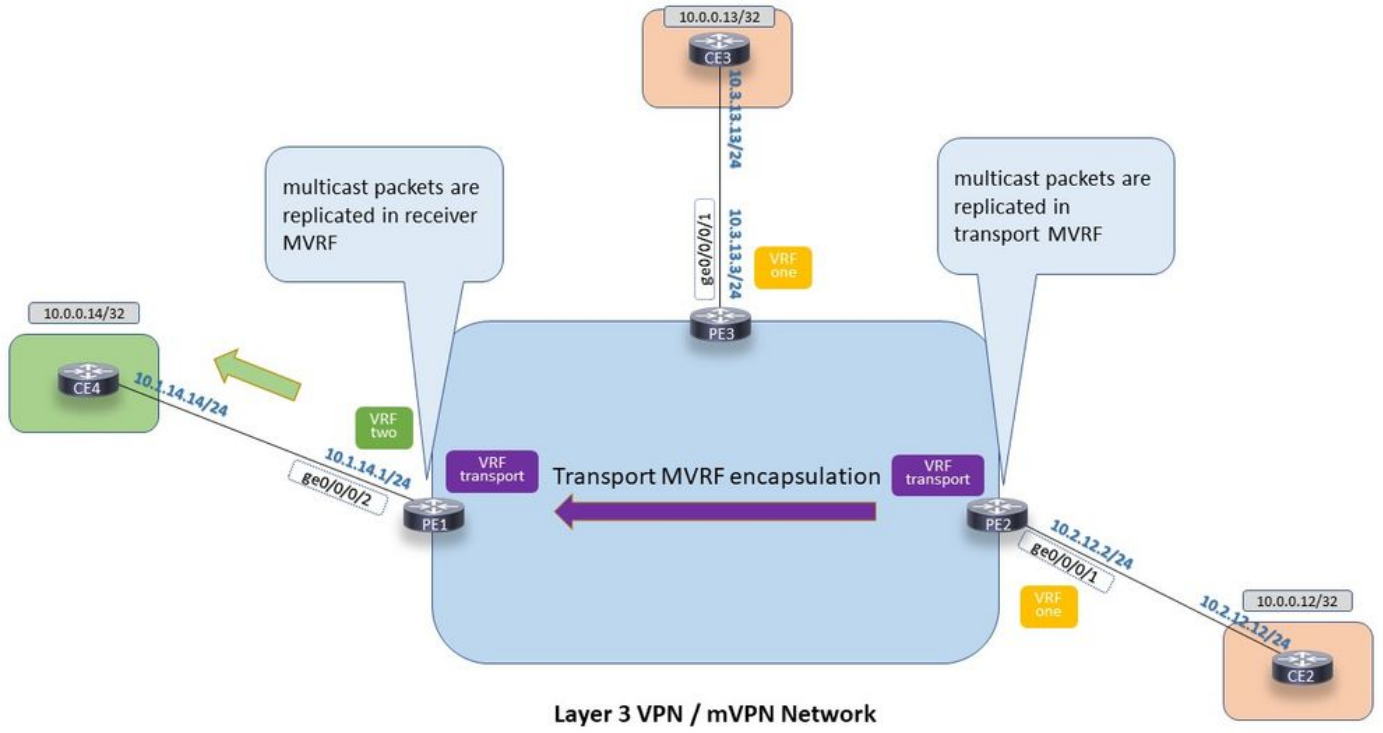 10.0.0.13/32
CE3
10.3.13.13/24
multicast packets are
replicated in receiver
MVRF
multicast packets are
replicated in
transport MVRF
ge0/0/0/1
10.3.13.3/24
VRF
one
10.0.0.14/32
PE3
CE4
10.1.14.14/24
VRF
two
10.1.14.1/24
ge0/0/0/2
VRF
transport
Transport MVRF encapsulation
VRF
transport
PE1
PE2
10.2.12.2/24
ge0/0/0/1
VRF
one
10.0.0.12/32
10.2.12.12/24
CE2
Layer 3 VPN / mVPN Network